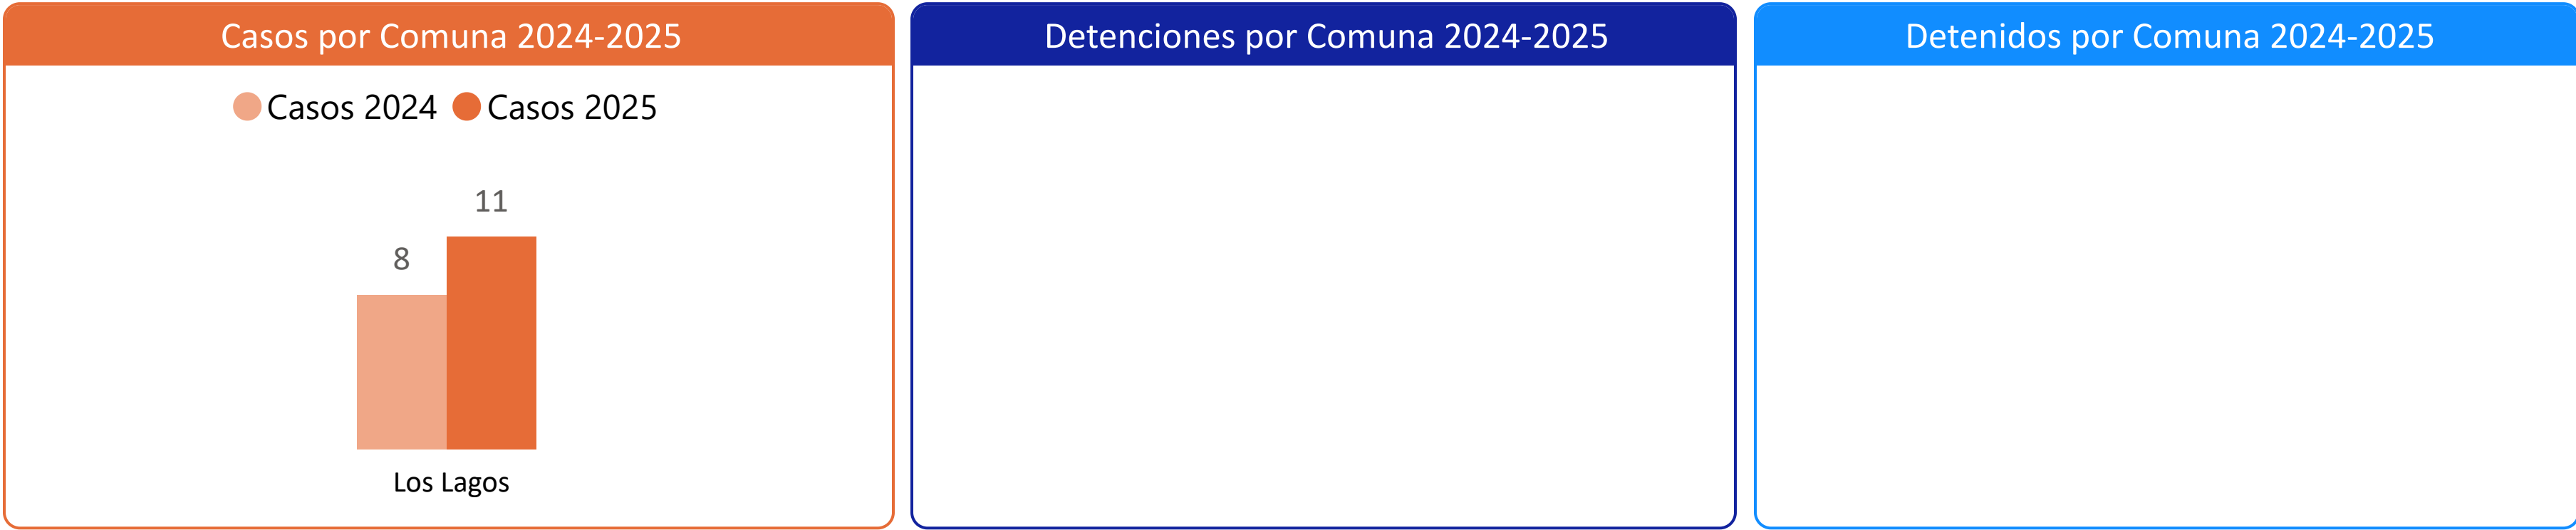 Casos por Comuna 2024-2025
Casos 2024 Casos 2025
11
8
Los Lagos
Detenciones por Comuna 2024-2025
Detenidos por Comuna 2024-2025